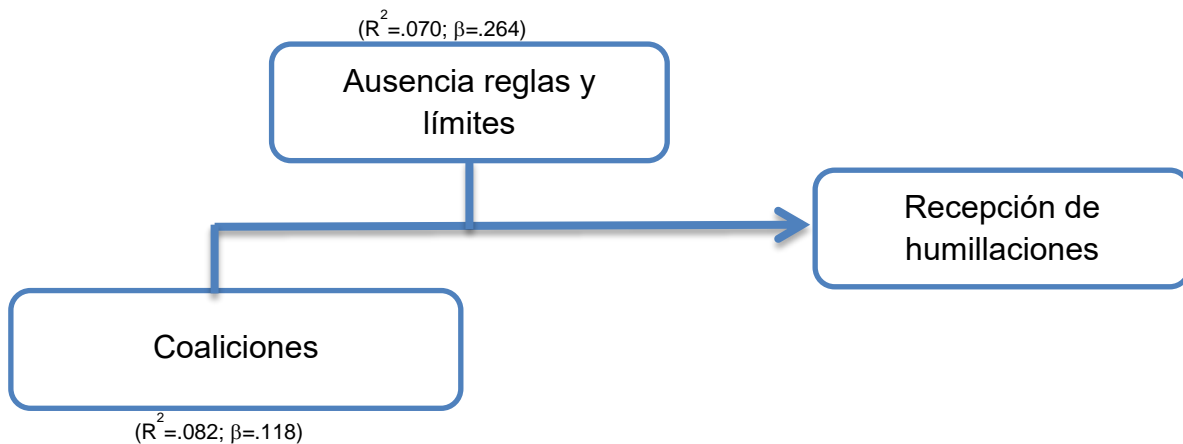 (R²=.070; β=.264)
Ausencia reglas y
límites
Recepción de
humillaciones
Coaliciones
(R²=.082; β=.118)